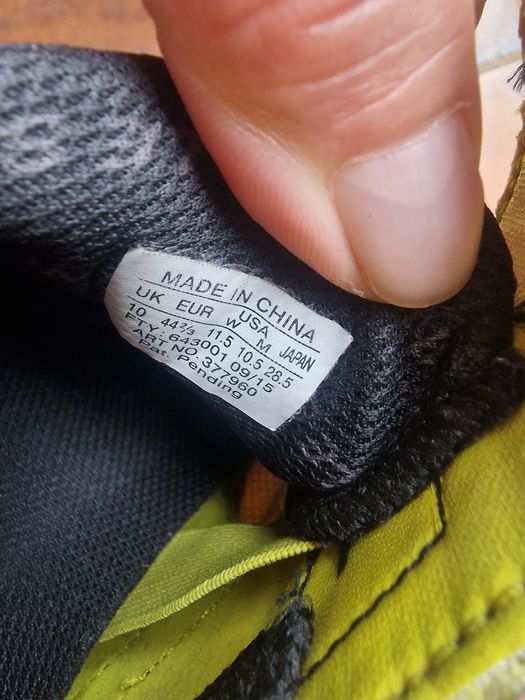 MADE IN CHINA
UK EUR USA JAPAN
W M
10 44⅔ 11.5 10.5 28.5
FTY: 643001 09/15
ART NO.:377960
Pat. Pending